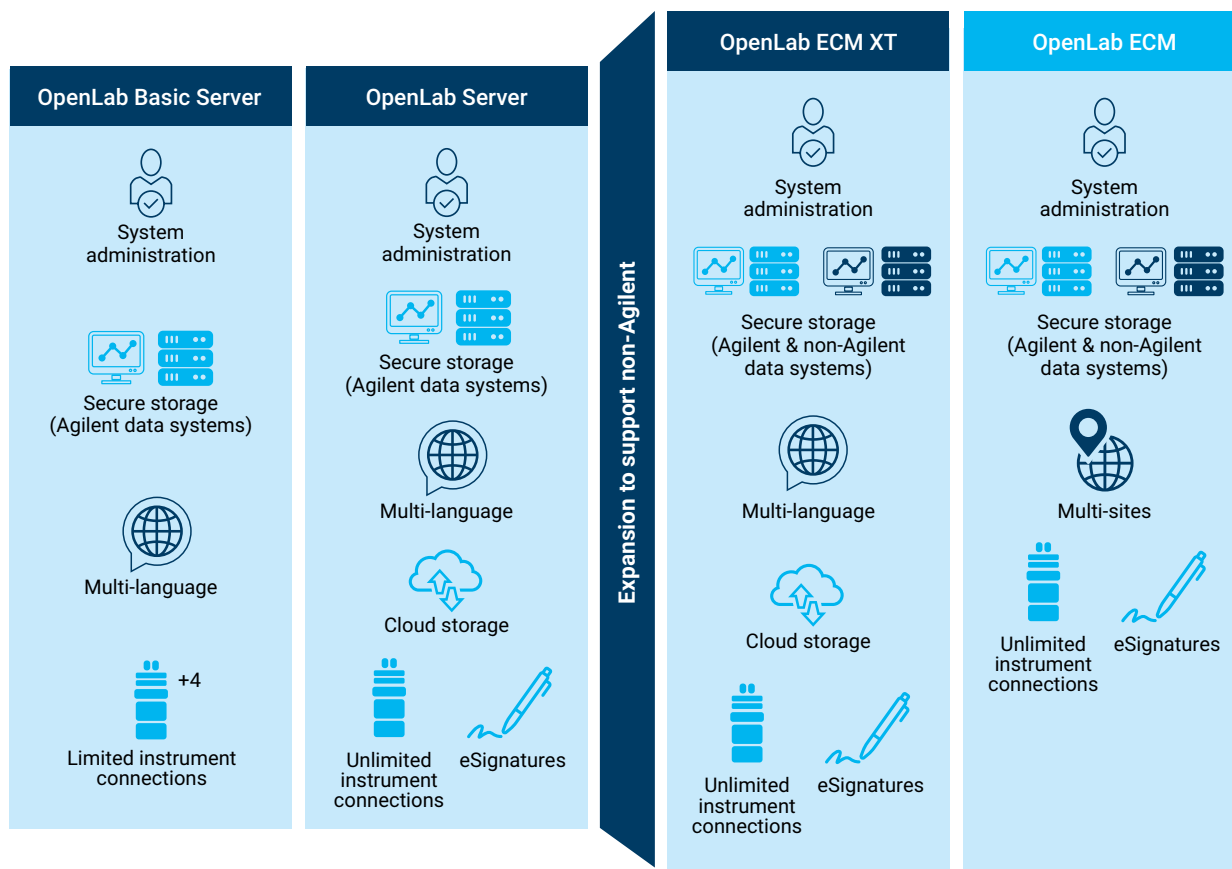 OpenLab Basic Server
System
administration
Secure storage
(Agilent data systems)
Multi-language
+4
Limited instrument
connections
OpenLab Server
System
administration
Secure storage
(Agilent data systems)
Multi-language
Cloud storage
Unlimited
instrument
connections
eSignatures
Expansion to support non-Agilent
OpenLab ECM XT
System
administration
Secure storage
(Agilent & non-Agilent
data systems)
Multi-language
Cloud storage
Unlimited
instrument
connections
eSignatures
OpenLab ECM
System
administration
Secure storage
(Agilent & non-Agilent
data systems)
Multi-sites
Unlimited
instrument
connections
eSignatures